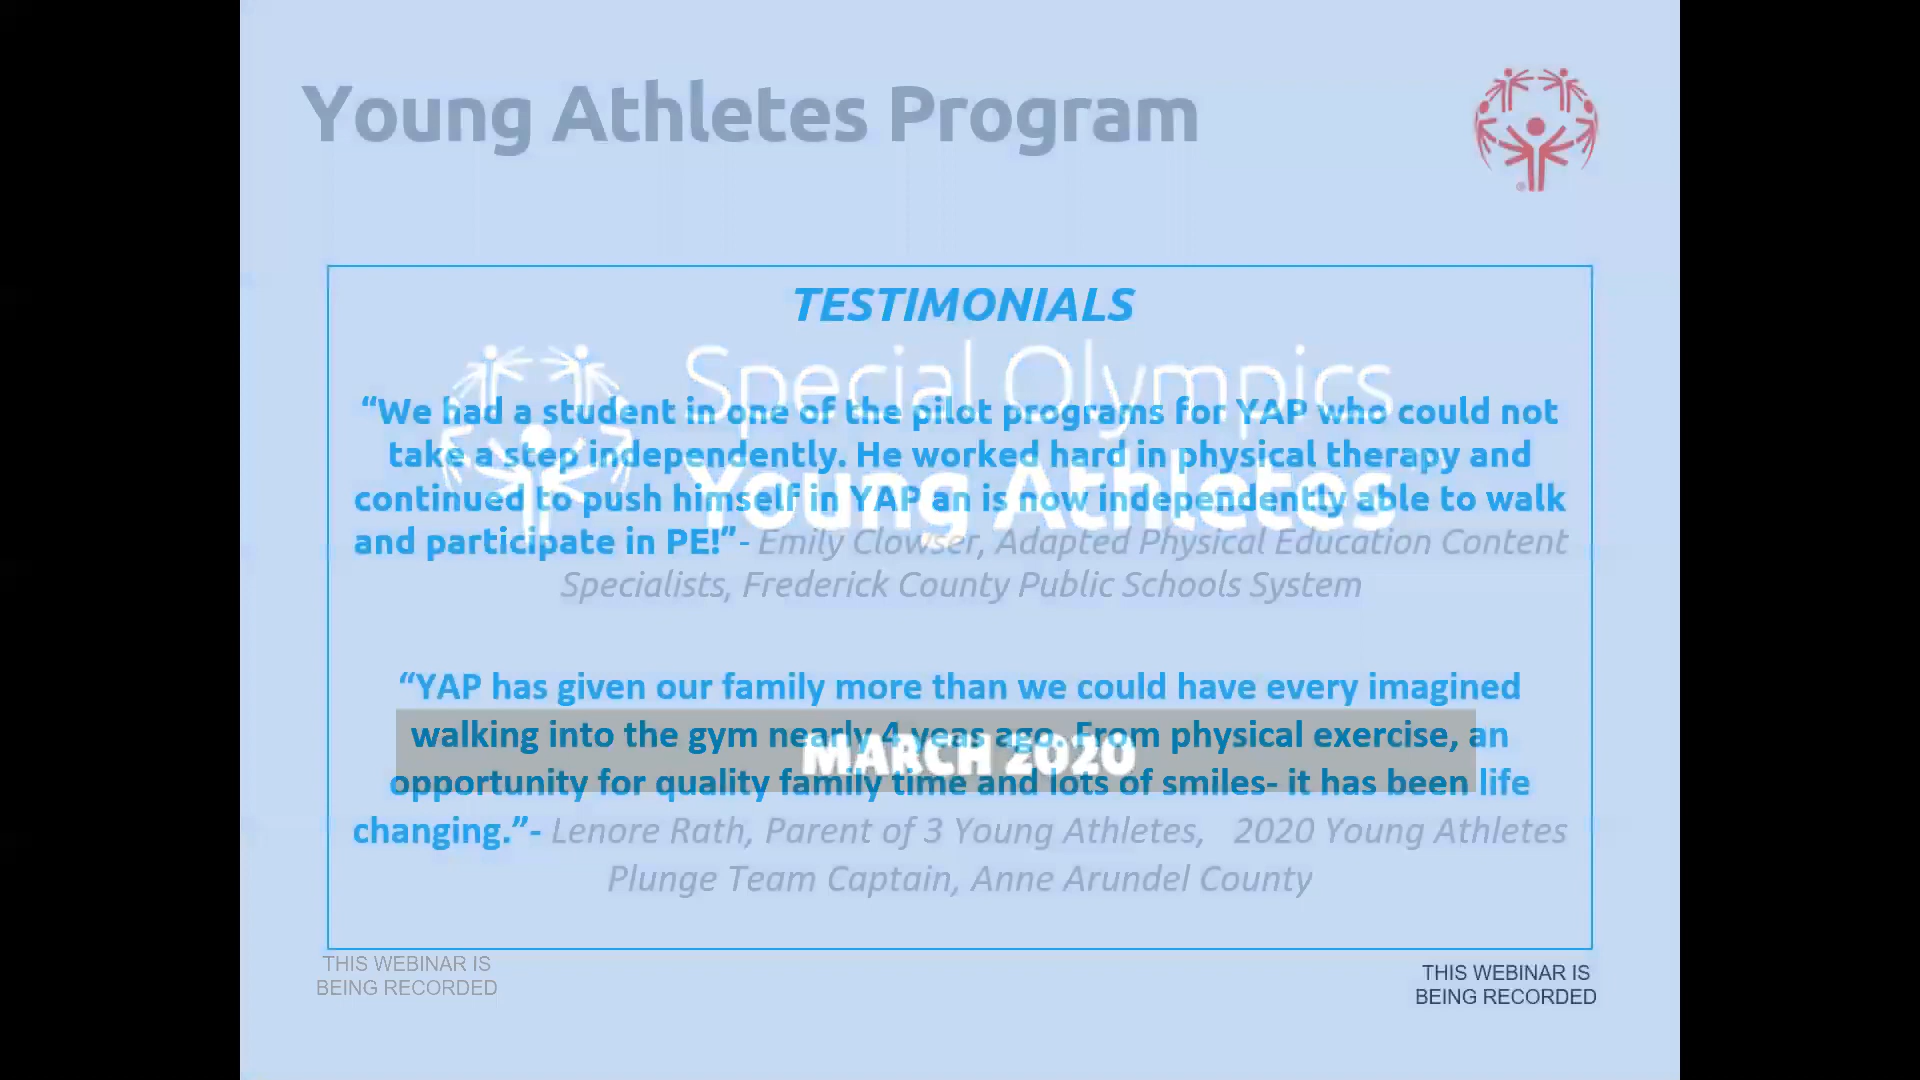 Young Athletes Program
TESTIMONIALS
Special Olympics
Young Athletes
“We had a student in one of the pilot programs for YAP who could not
take a step independently. He worked hard in physical therapy and
continued to push himself in YAP an is now independently able to walk
and participate in PE!”- Emily Clowser, Adapted Physical Education Content
Specialists, Frederick County Public Schools System
“YAP has given our family more than we could have every imagined
walking into the gym nearly 4 yeas ago. From physical exercise, an
MARCH 2020
opportunity for quality family time and lots of smiles- it has been life
changing.”- Lenore Rath, Parent of 3 Young Athletes, 2020 Young Athletes
Plunge Team Captain, Anne Arundel County
THIS WEBINAR IS
BEING RECORDED
THIS WEBINAR IS
BEING RECORDED